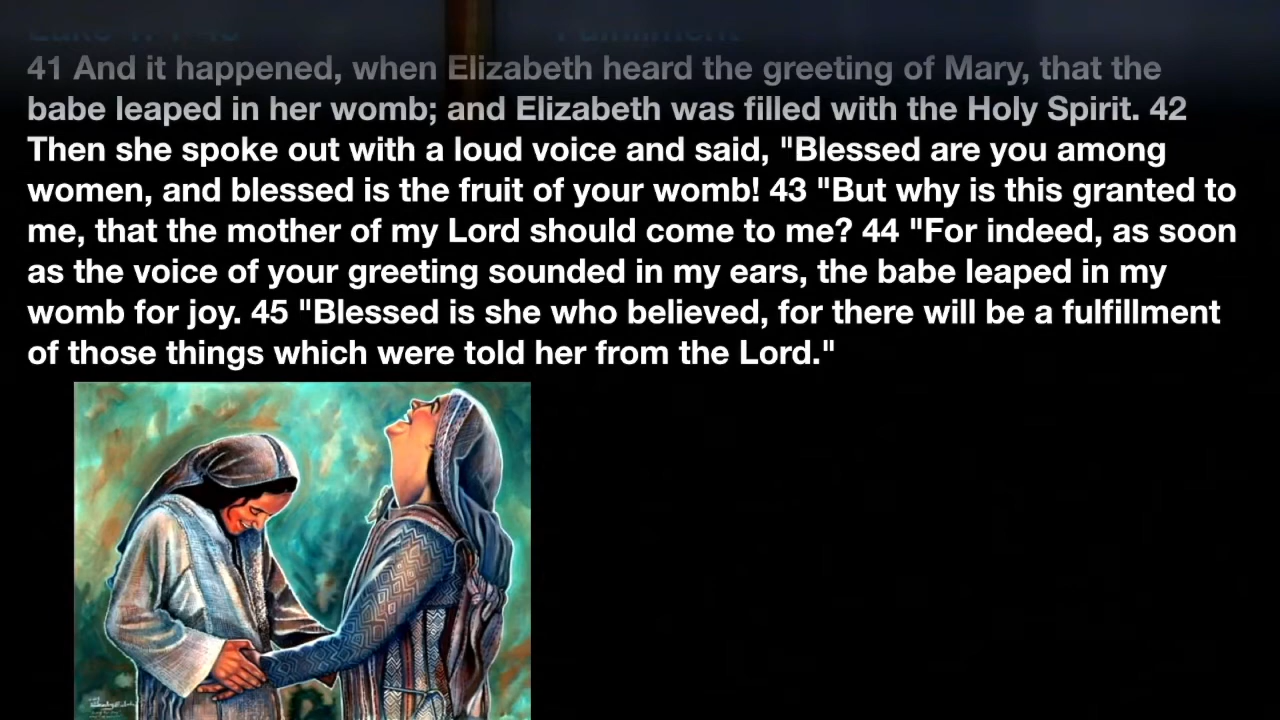 41 And it happened, when Elizabeth heard the greeting of Mary, that the
babe leaped in her womb; and Elizabeth was filled with the Holy Spirit. 42
Then she spoke out with a loud voice and said, "Blessed are you among
women, and blessed is the fruit of your womb! 43 "But why is this granted to
me, that the mother of my Lord should come to me? 44 "For indeed, as soon
as the voice of your greeting sounded in my ears, the babe leaped in my
womb for joy. 45 "Blessed is she who believed, for there will be a fulfillment
of those things which were told her from the Lord."